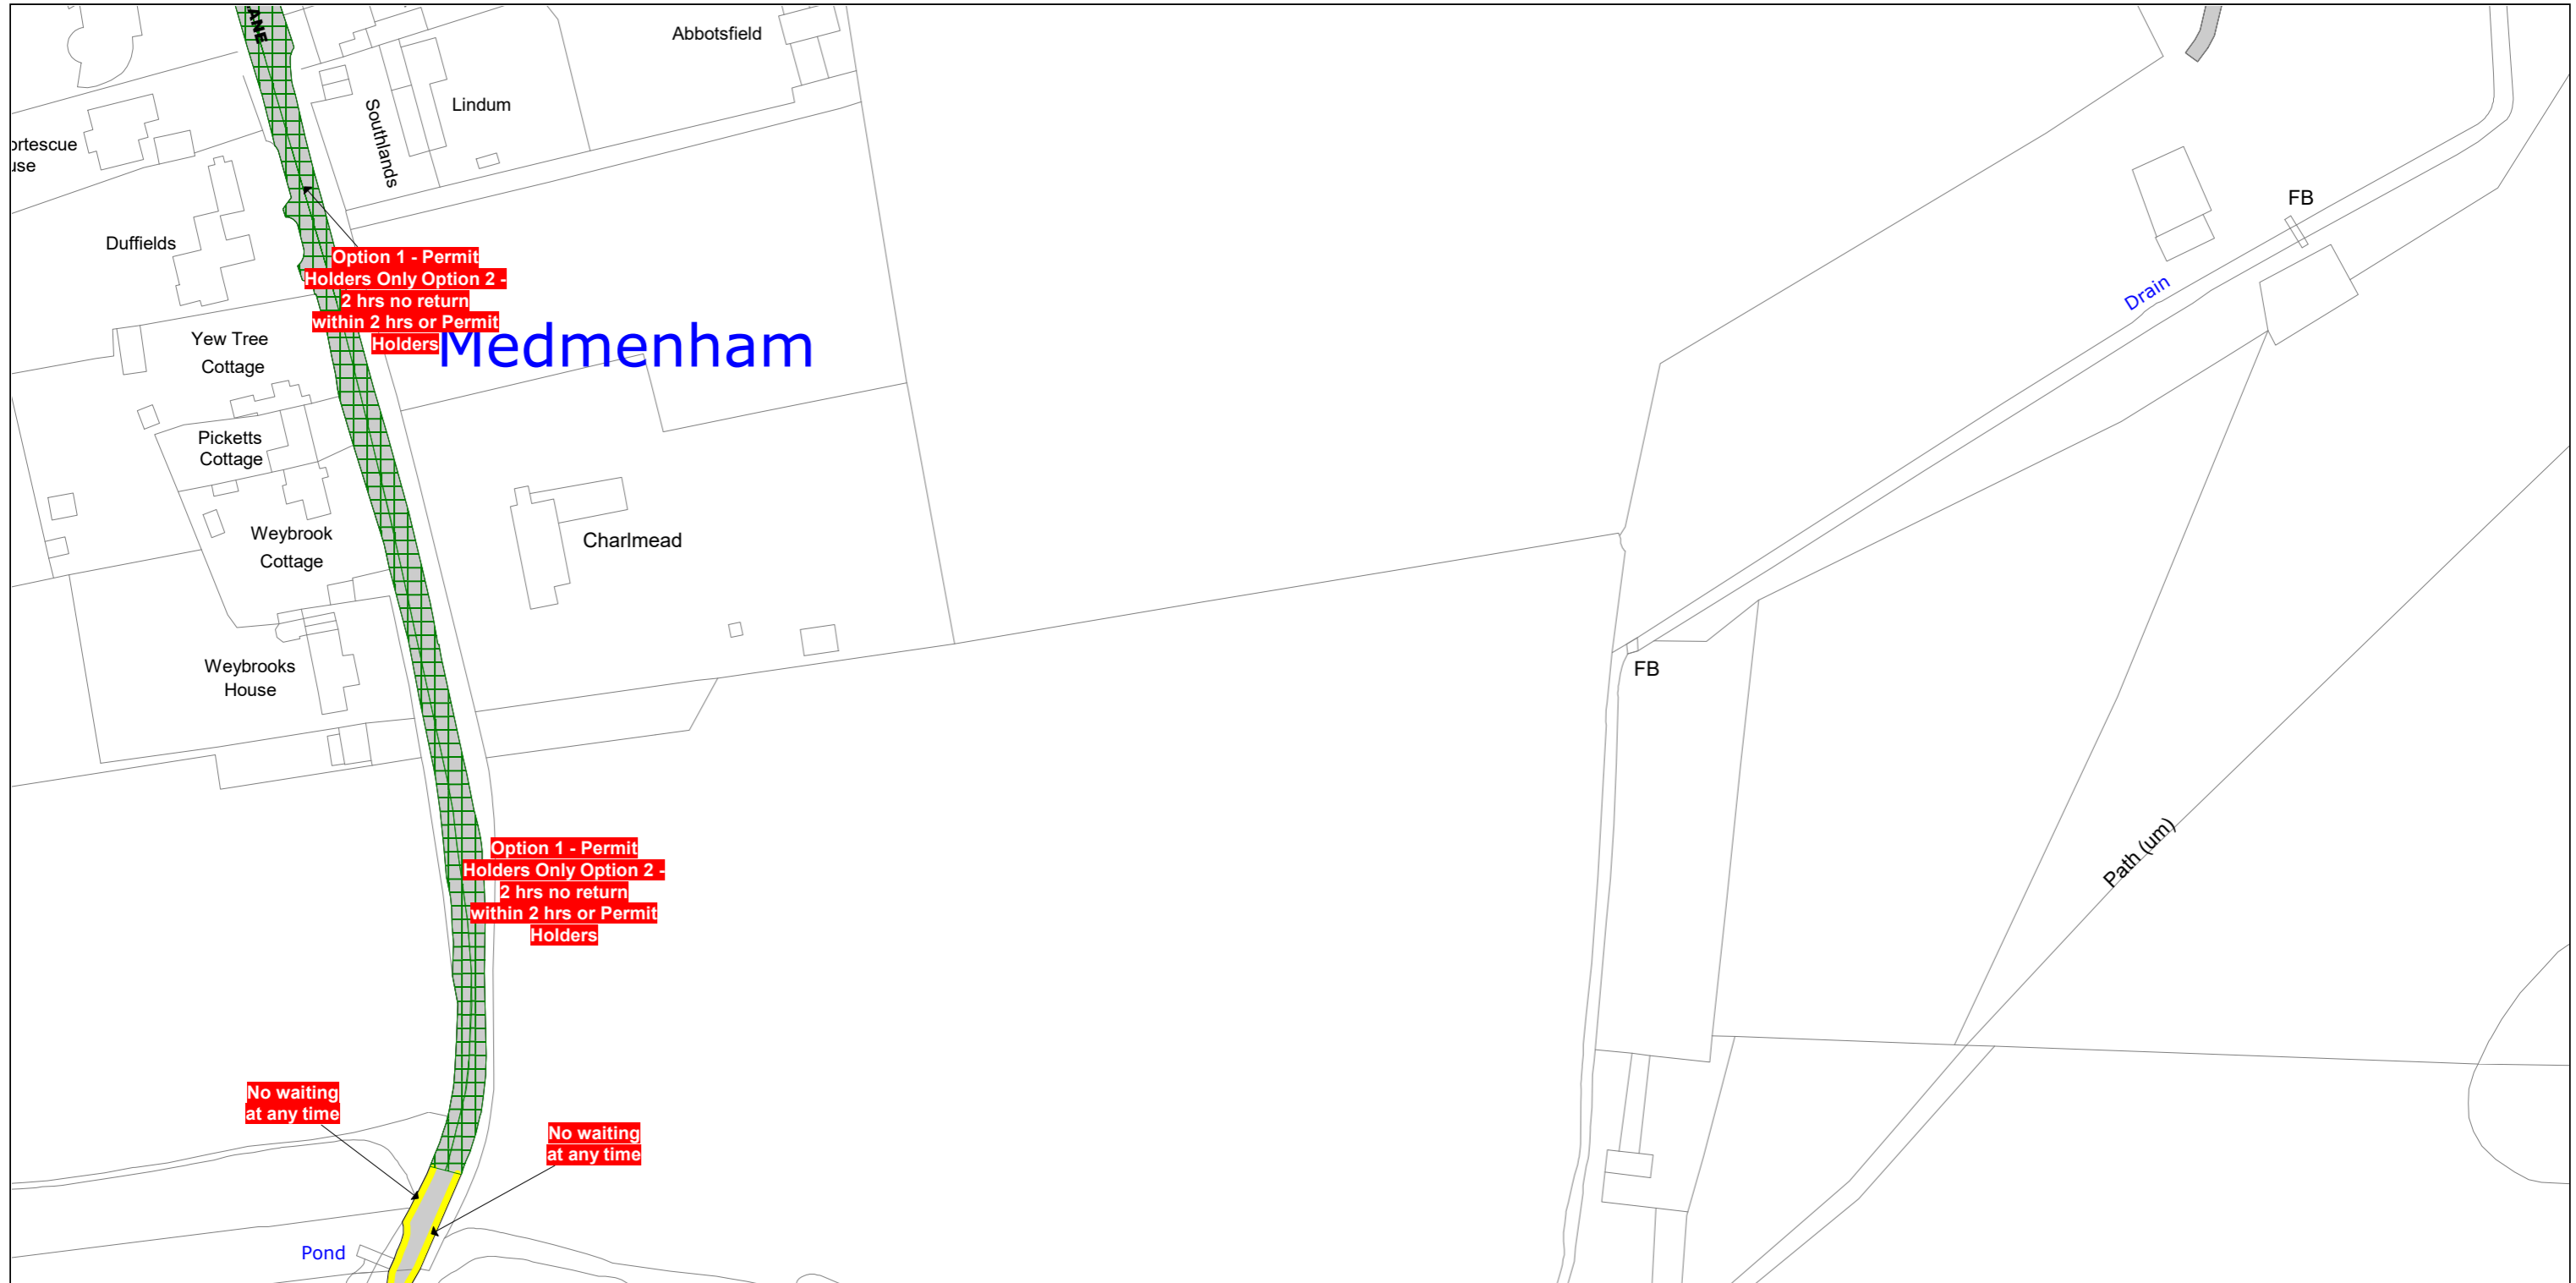 ANE
Abbotsfield
Lindum
Southlands
ortescue
use
FB
Duffields
Option 1 - Permit
Holders Only Option 2 -
2 hrs no return
within 2 hrs or Permit
Holders
Drain
Yew Tree
Cottage
Medmenham
Picketts
Cottage
Weybrook
Cottage
Charlmead
Weybrooks
House
FB
Option 1 - Permit
Holders Only Option 2 -
2 hrs no return
within 2 hrs or Permit
Holders
Path (um)
No waiting
at any time
No waiting
at any time
Pond